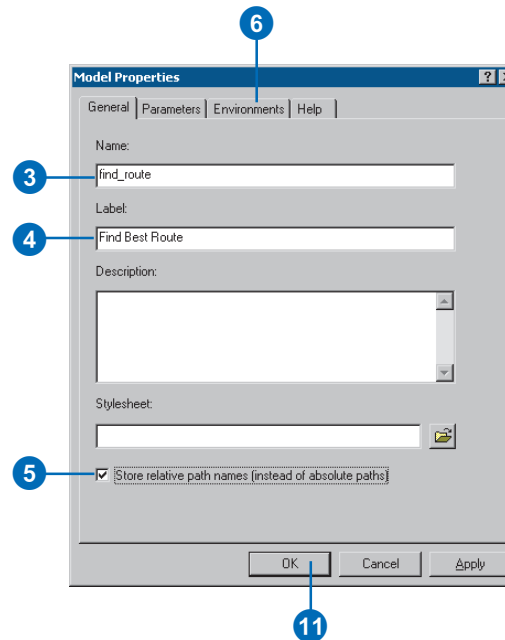 6
Model Properties
?
General Parameters Environments Help
Name:
3
find_route
Label:
4
Find Best Route
Description:
Stylesheet:
5
Store relative path names (instead of absolute paths)
OK Cancel Apply
11